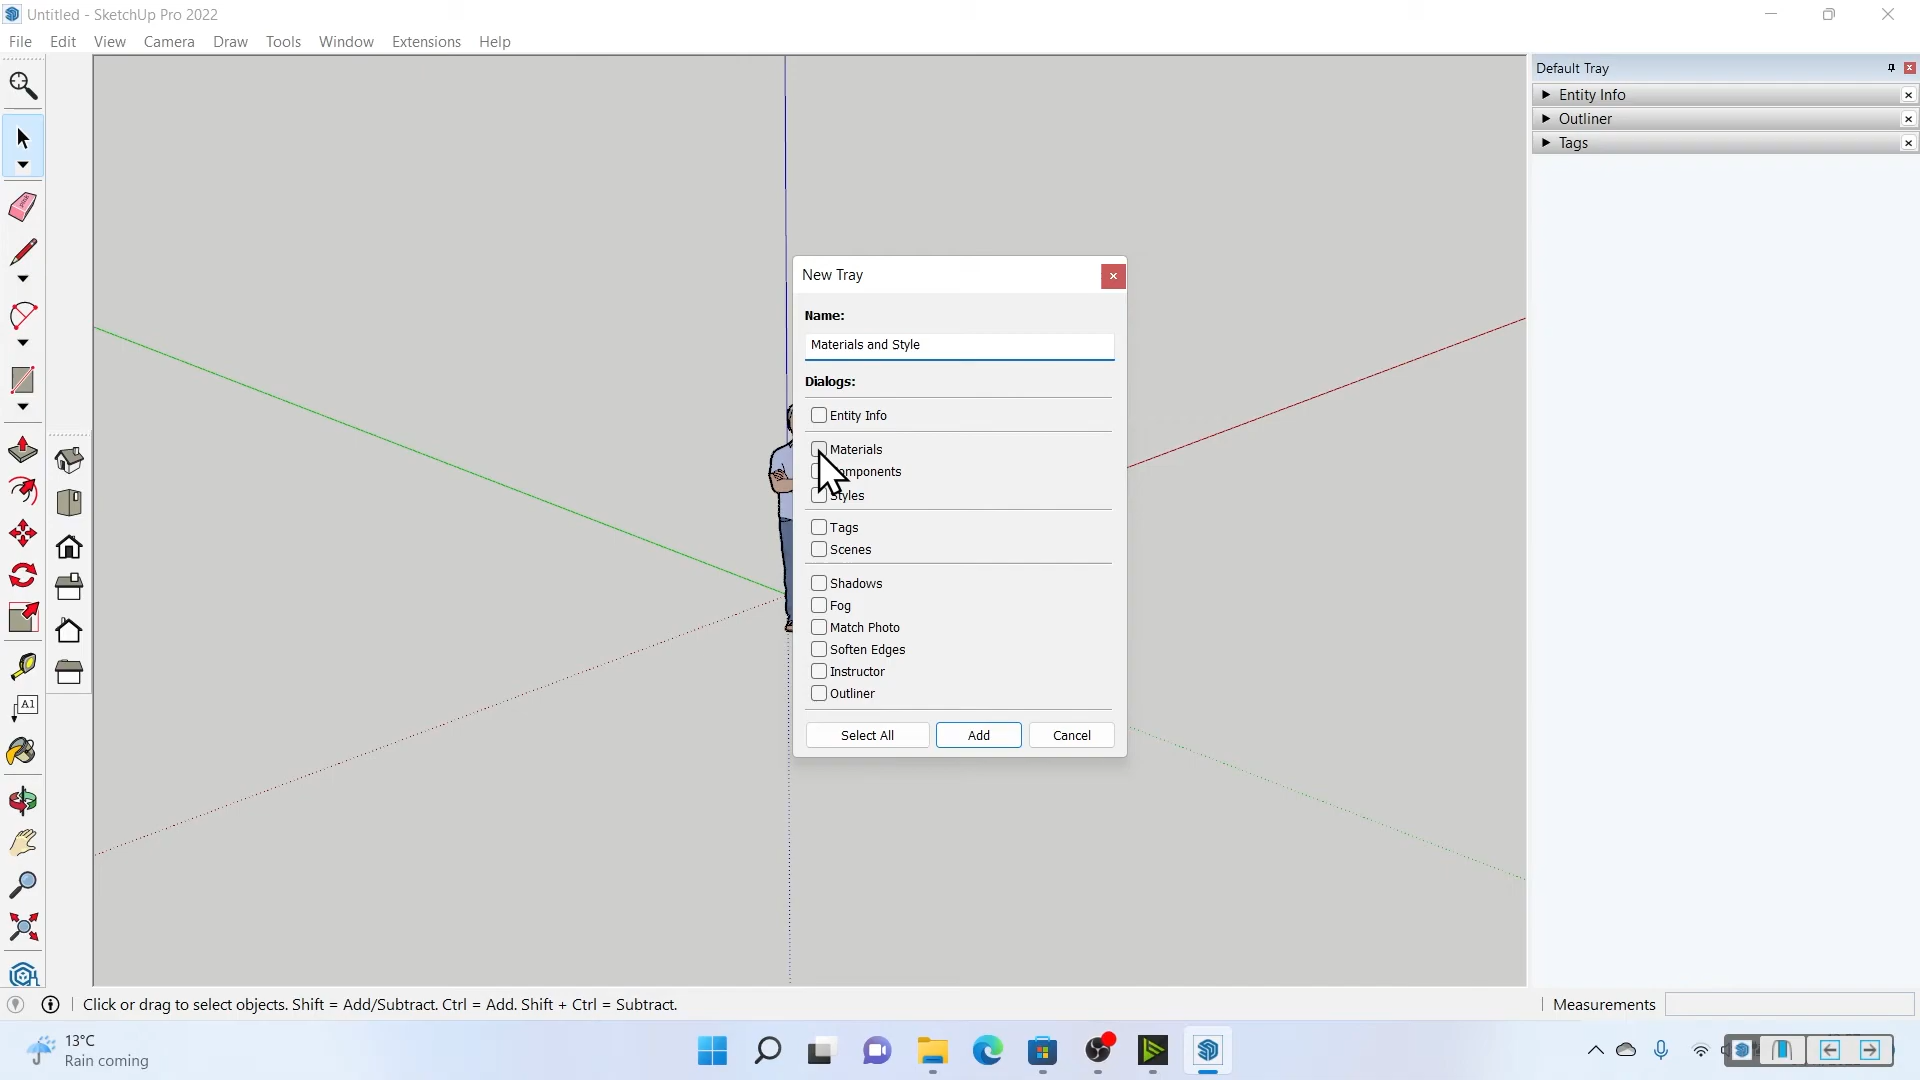 Untitled - SketchUp Pro 2022
File Edit View Camera Draw Tools Window Extensions Help
Default Tray
Entity Info
Outliner
Tags
New Tray
Name:
Materials and Style
Dialogs:
Entity Info
Materials
mponents
Styles
Tags
Scenes
Shadows
Fog
Match Photo
Soften Edges
Instructor
Outliner
Select All Add Cancel
A1
Click or drag to select objects. Shift = Add/Subtract. Ctrl = Add. Shift + Ctrl = Subtract.
Measurements
13°C
Rain coming